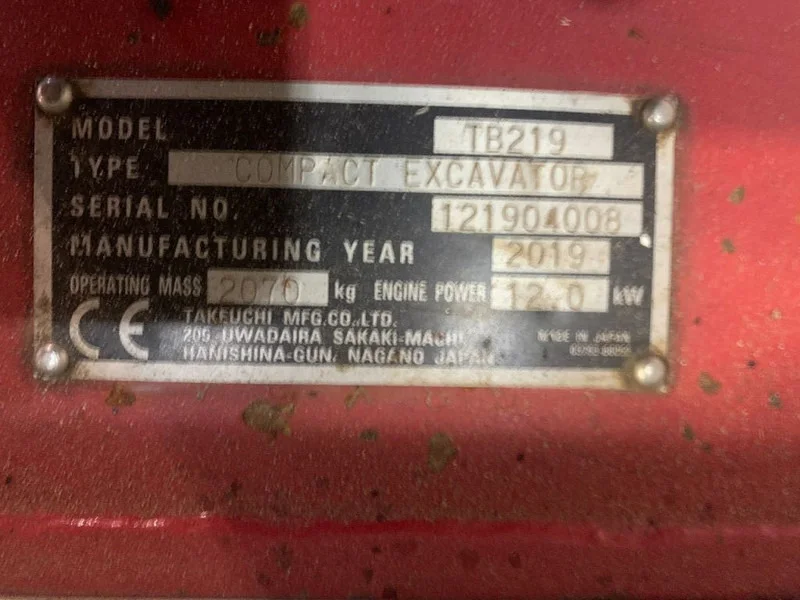 MODEL TB219
TYPE COMPACT EXCAVATOR
SERIAL NO. 121904008
MANUFACTURING YEAR 2019
OPERATING MASS 2070 kg ENGINE POWER 12.0 kW
CE TAKEUCHI MFG.CO.,LTD.
205, UWADAIRA SAKAKI-MACHI,
HANISHINA-GUN, NAGANO JAPAN
MADE IN JAPAN